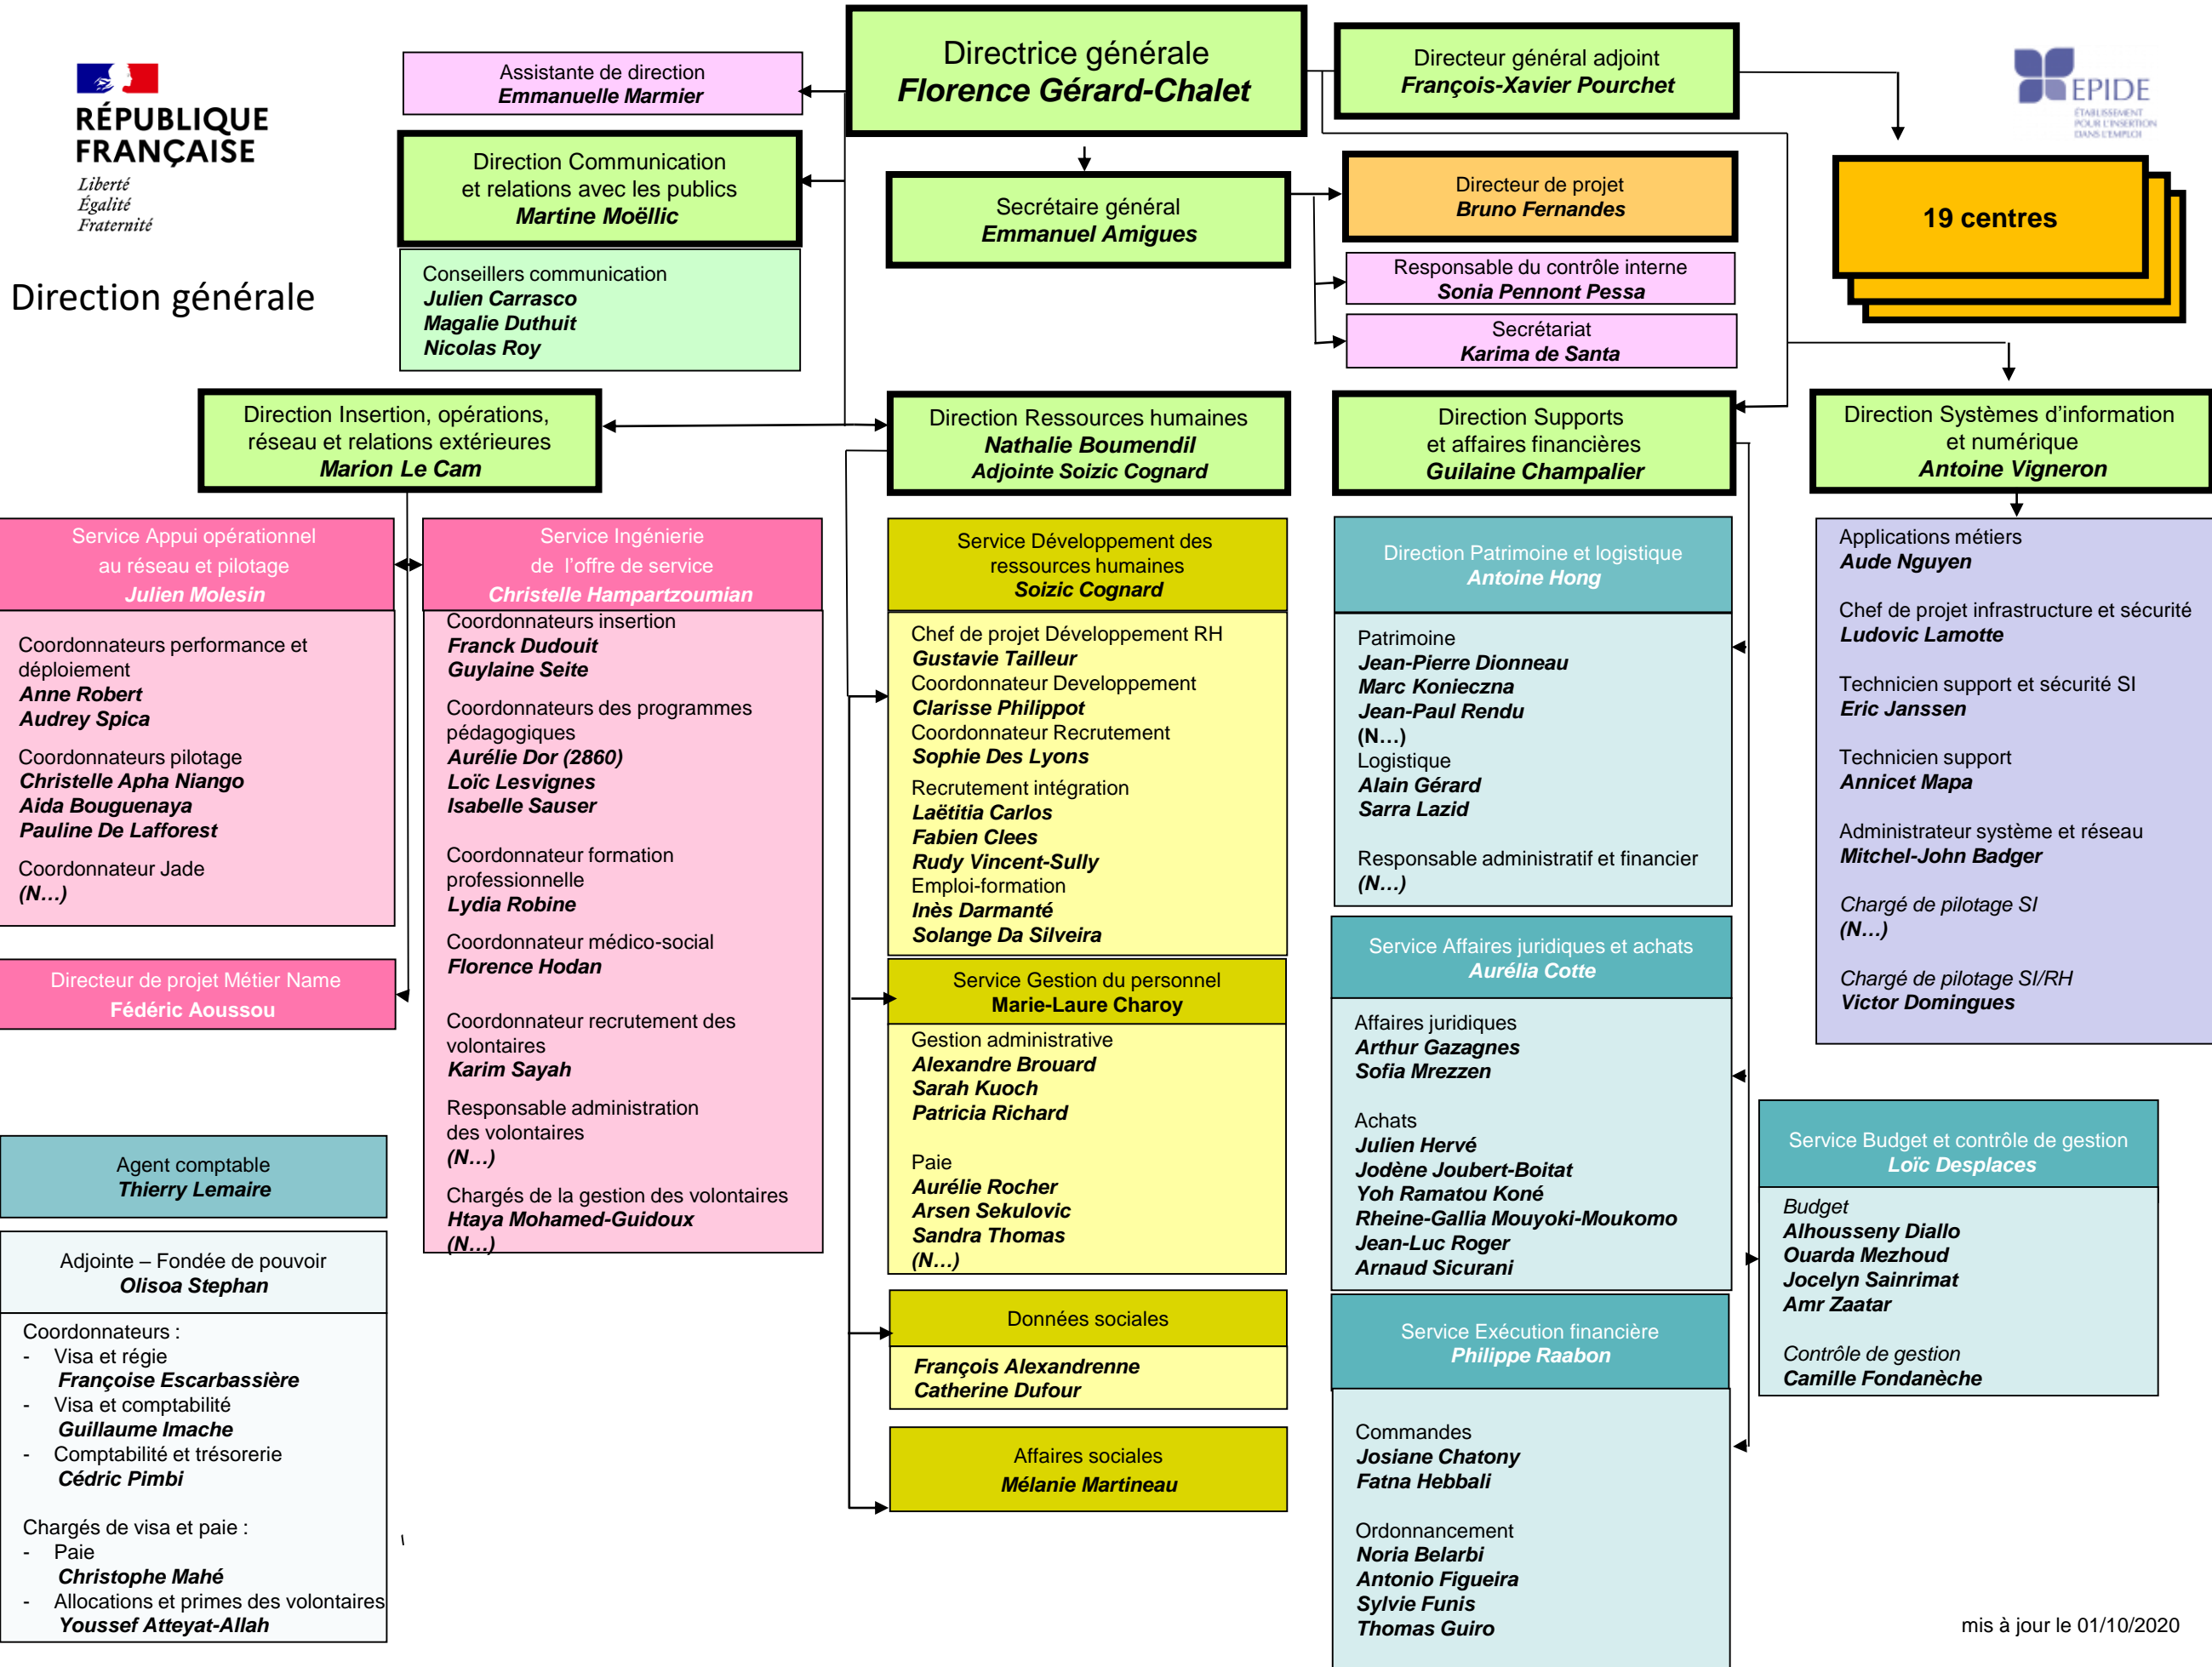 RÉPUBLIQUE
FRANÇAISE
Liberté
Égalité
Fraternité
Direction générale
Assistante de direction
Emmanuelle Marmier
Directrice générale
Florence Gérard-Chalet
Directeur général adjoint
François-Xavier Pourchet
EPIDE
ÉTABLISSEMENT
POUR L'INSERTION
DANS L'EMPLOI
Direction Communication
et relations avec les publics
Martine Moëllic
Conseillers communication
Julien Carrasco
Magalie Duthuit
Nicolas Roy
Secrétaire général
Emmanuel Amigues
Directeur de projet
Bruno Fernandes
Responsable du contrôle interne
Sonia Pennont Pessa
Secrétariat
Karima de Santa
19 centres
Direction Insertion, opérations,
réseau et relations extérieures
Marion Le Cam
Direction Ressources humaines
Nathalie Boumendil
Adjointe Soizic Cognard
Direction Supports
et affaires financières
Guilaine Champalier
Direction Systèmes d’information
et numérique
Antoine Vigneron
Service Appui opérationnel
au réseau et pilotage
Julien Molesin
Coordonnateurs performance et
déploiement
Anne Robert
Audrey Spica
Coordonnateurs pilotage
Christelle Apha Niango
Aida Bouguenaya
Pauline De Lafforest
Coordonnateur Jade
(N…)
Directeur de projet Métier Name
Fédéric Aoussou
Service Ingénierie
de l’offre de service
Christelle Hampartzoumian
Coordonnateurs insertion
Franck Dudouit
Guylaine Seite
Coordonnateurs des programmes
pédagogiques
Aurélie Dor (2860)
Loïc Lesvignes
Isabelle Sauser
Coordonnateur formation
professionnelle
Lydia Robine
Coordonnateur médico-social
Florence Hodan
Coordonnateur recrutement des
volontaires
Karim Sayah
Responsable administration
des volontaires
(N…)
Chargés de la gestion des volontaires
Htaya Mohamed-Guidoux
(N…)
Agent comptable
Thierry Lemaire
Adjointe – Fondée de pouvoir
Olisoa Stephan
Coordonnateurs :
- Visa et régie
Françoise Escarbassière
- Visa et comptabilité
Guillaume Imache
- Comptabilité et trésorerie
Cédric Pimbi
Chargés de visa et paie :
- Paie
Christophe Mahé
- Allocations et primes des volontaires
Youssef Atteyat-Allah
\
Service Développement des
ressources humaines
Soizic Cognard
Chef de projet Développement RH
Gustavie Tailleur
Coordonnateur Developpement
Clarisse Philippot
Coordonnateur Recrutement
Sophie Des Lyons
Recrutement intégration
Laëtitia Carlos
Fabien Clees
Rudy Vincent-Sully
Emploi-formation
Inès Darmanté
Solange Da Silveira
Service Gestion du personnel
Marie-Laure Charoy
Gestion administrative
Alexandre Brouard
Sarah Kuoch
Patricia Richard
Paie
Aurélie Rocher
Arsen Sekulovic
Sandra Thomas
(N…)
Données sociales
François Alexandrenne
Catherine Dufour
Affaires sociales
Mélanie Martineau
Direction Patrimoine et logistique
Antoine Hong
Patrimoine
Jean-Pierre Dionneau
Marc Konieczna
Jean-Paul Rendu
(N…)
Logistique
Alain Gérard
Sarra Lazid
Responsable administratif et financier
(N…)
Service Affaires juridiques et achats
Aurélia Cotte
Affaires juridiques
Arthur Gazagnes
Sofia Mrezzen
Achats
Julien Hervé
Jodène Joubert-Boitat
Yoh Ramatou Koné
Rheine-Gallia Mouyoki-Moukomo
Jean-Luc Roger
Arnaud Sicurani
Service Exécution financière
Philippe Raabon
Commandes
Josiane Chatony
Fatna Hebbali
Ordonnancement
Noria Belarbi
Antonio Figueira
Sylvie Funis
Thomas Guiro
Applications métiers
Aude Nguyen
Chef de projet infrastructure et sécurité
Ludovic Lamotte
Technicien support et sécurité SI
Eric Janssen
Technicien support
Annicet Mapa
Administrateur système et réseau
Mitchel-John Badger
Chargé de pilotage SI
(N…)
Chargé de pilotage SI/RH
Victor Domingues
Service Budget et contrôle de gestion
Loïc Desplaces
Budget
Alhousseny Diallo
Ouarda Mezhoud
Jocelyn Sainrimat
Amr Zaatar
Contrôle de gestion
Camille Fondanèche
mis à jour le 01/10/2020